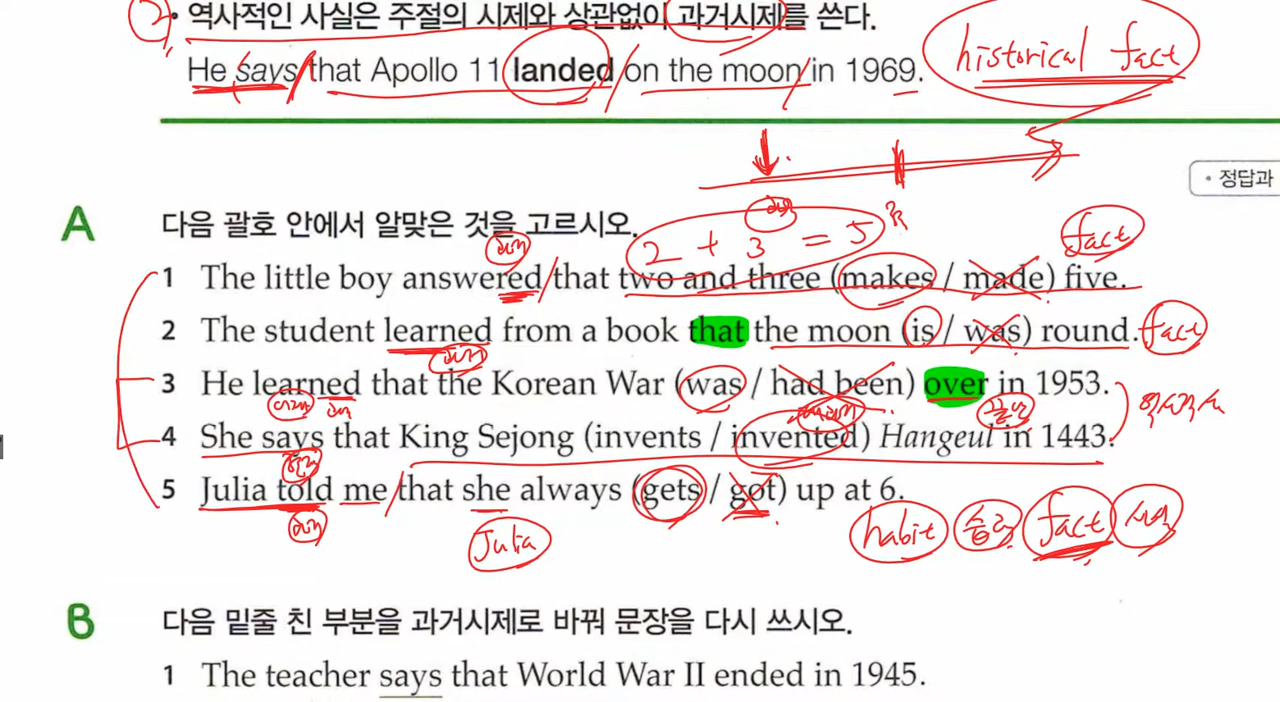 2. 역사적인 사실은 주절의 시제와 상관없이 과거시제를 쓴다.
He says that Apollo 11 landed on the moon in 1969. historical fact
• 정답과
A 다음 괄호 안에서 알맞은 것을 고르시오.
2 + 3 = 5 fact
1 The little boy answered that two and three (makes / made) five.
2 The student learned from a book that the moon (is / was) round. fact
3 He learned that the Korean War (was / had been) over in 1953.
4 She says that King Sejong (invents / invented) Hangeul in 1443.
5 Julia told me that she always (gets / got) up at 6.
Julia habit 습관 fact
B 다음 밑줄 친 부분을 과거시제로 바꿔 문장을 다시 쓰시오.
1 The teacher says that World War II ended in 1945.